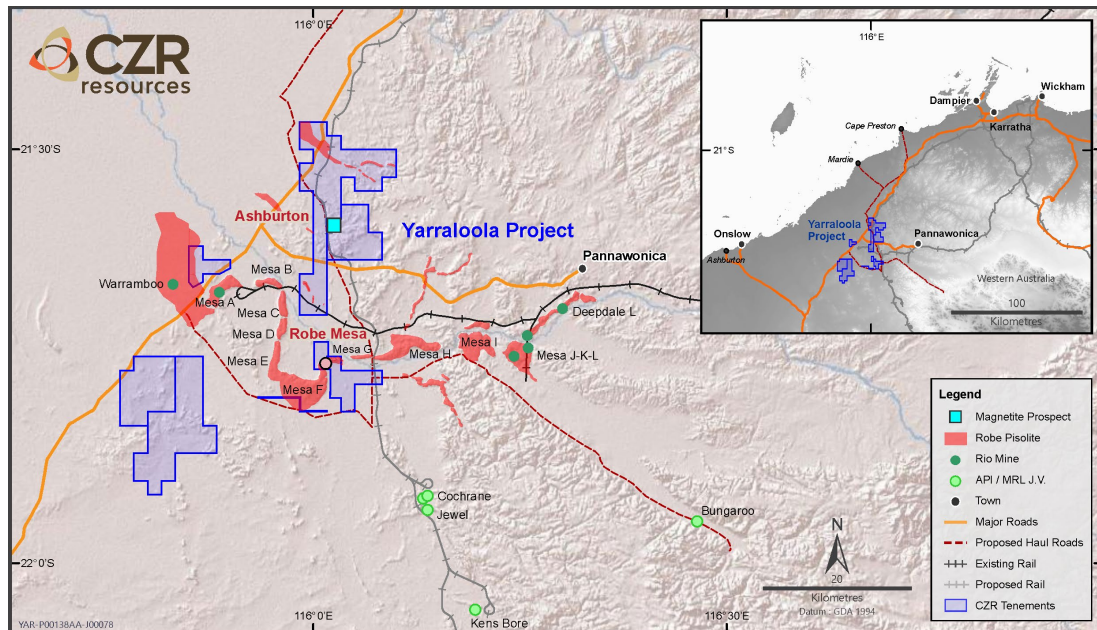 CZR
resources
116°0'E
21°30'S
Ashburton
Yarraloola Project
Pannawonica
Warramboo
Mesa A
Mesa B
Mesa C
Mesa D
Mesa E
Mesa F
Robe Mesa
Mesa G
Mesa H
Mesa I
Mesa J-K-L
Deepdale L
Cochrane
Jewel
Bungaroo
Kens Bore
22°0'S
116°0'E
116°30'E
YAR-P00138AA-J00078
N
20
Kilometres
Datum : GDA 1994
116°E
21°S
Wickham
Dampier
Karratha
Cape Preston
Mardie
Yarraloola
Project
Onslow
Ashburton
Pannawonica
Western Australia
100
Kilometres
Legend
Magnetite Prospect
Robe Pisolite
Rio Mine
API / MRL J.V.
Town
Major Roads
Proposed Haul Roads
Existing Rail
Proposed Rail
CZR Tenements